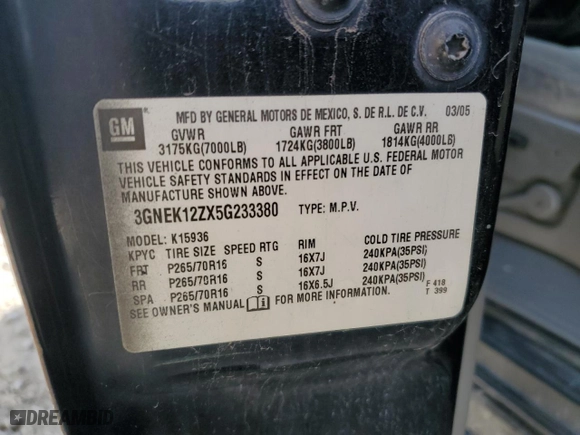 GM
MFD BY GENERAL MOTORS DE MEXICO, S. DE R.L. DE C.V. 03/05
GVWR GAWR FRT GAWR RR
3175KG(7000LB) 1724KG(3800LB) 1814KG(4000LB)
THIS VEHICLE CONFORMS TO ALL APPLICABLE U.S. FEDERAL MOTOR
VEHICLE SAFETY STANDARDS IN EFFECT ON THE DATE OF
MANUFACTURE SHOWN ABOVE.
3GNEK12ZX5G233380 TYPE: M.P.V.
MODEL: K15936
KPYC TIRE SIZE SPEED RTG RIM COLD TIRE PRESSURE
FRT P265/70R16 S 16X7J 240KPA(35PSI)
RR P265/70R16 S 16X7J 240KPA(35PSI)
SPA P265/70R16 S 16X6.5J 240KPA(35PSI)
SEE OWNER'S MANUAL FOR MORE INFORMATION. F 418
T 399
DREAMBID